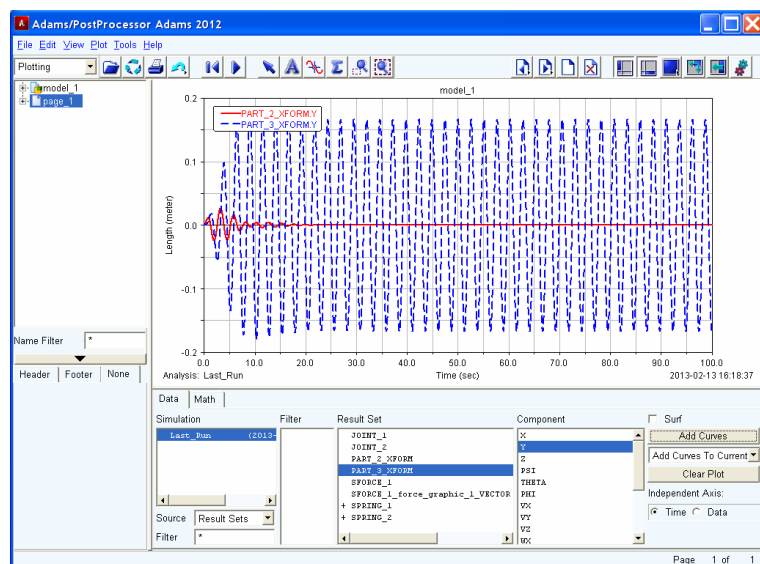 Adams/PostProcessor Adams 2012
File Edit View Plot Tools Help
Plotting
model_1
page_1
model_1
PART_2_XFORM.Y
PART_3_XFORM.Y
0.2
0.1
0.0
-0.1
-0.2
Length (meter)
0.0 10.0 20.0 30.0 40.0 50.0 60.0 70.0 80.0 90.0 100.0
Analysis: Last_Run Time (sec) 2013-02-13 16:18:37
Name Filter *
Header Footer None
Data Math
Simulation Filter Result Set Component Surf
Last_Run (2013-
JOINT_1
JOINT_2
PART_2_XFORM
PART_3_XFORM
SFORCE_1
SFORCE_1_force_graphic_1_VECTOR
+ SPRING_1
+ SPRING_2
X
Y
Z
PSI
THETA
PHI
VX
VY
VZ
WX
Add Curves
Add Curves To Current
Clear Plot
Independent Axis:
Time Data
Source Result Sets
Filter *
Page 1 of 1